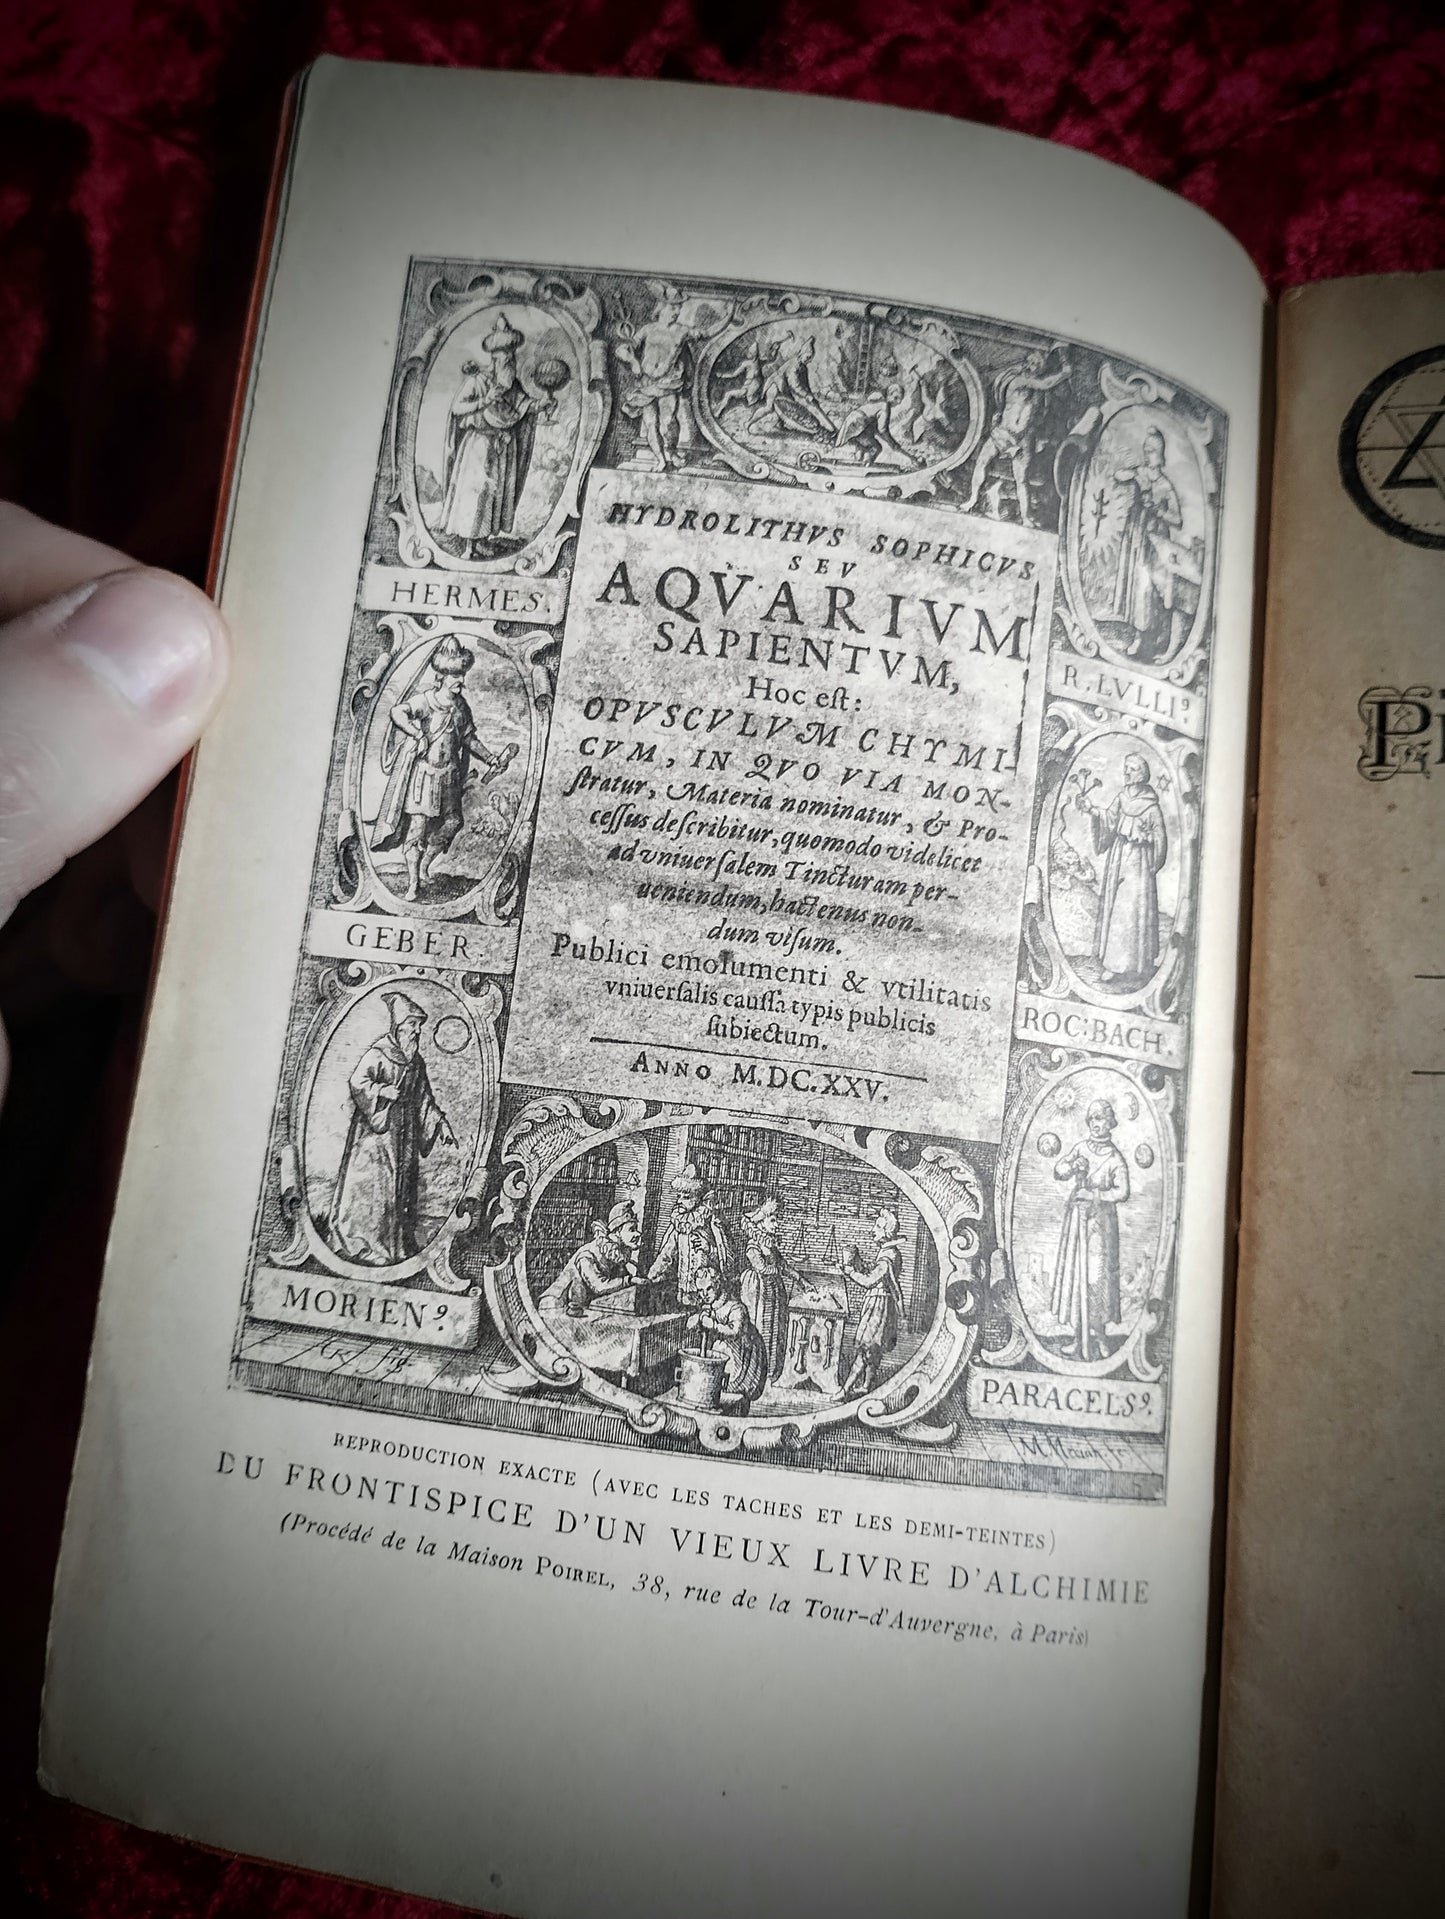 HYDROLITHVS SOPHICVS
SEV
AQVARIVM
SAPIENTVM,
Hoc eſt:
OPVSCVLVM CHYMI-
CVM, IN QVO VIA MON-
ſtratur, Materia nominatur, & Pro-
ceſſus deſcribitur, quomodo videlicet
ad vniuerſalem Tincturam per-
ueniendum, hactenus non-
dum viſum.
Publici emolumenti & vtilitatis
vniuerſalis cauſſa typis publicis
ſubiectum.
ANNO M.DC.XXV.
HERMES.
GEBER.
MORIEN⁹.
R. LVLLI⁹.
ROC: BACH.
PARACELS⁹.
REPRODUCTION EXACTE (AVEC LES TACHES ET LES DEMI-TEINTES)
DU FRONTISPICE D'UN VIEUX LIVRE D'ALCHIMIE
(Procédé de la Maison POIREL, 38, rue de la Tour-d'Auvergne, à Paris)